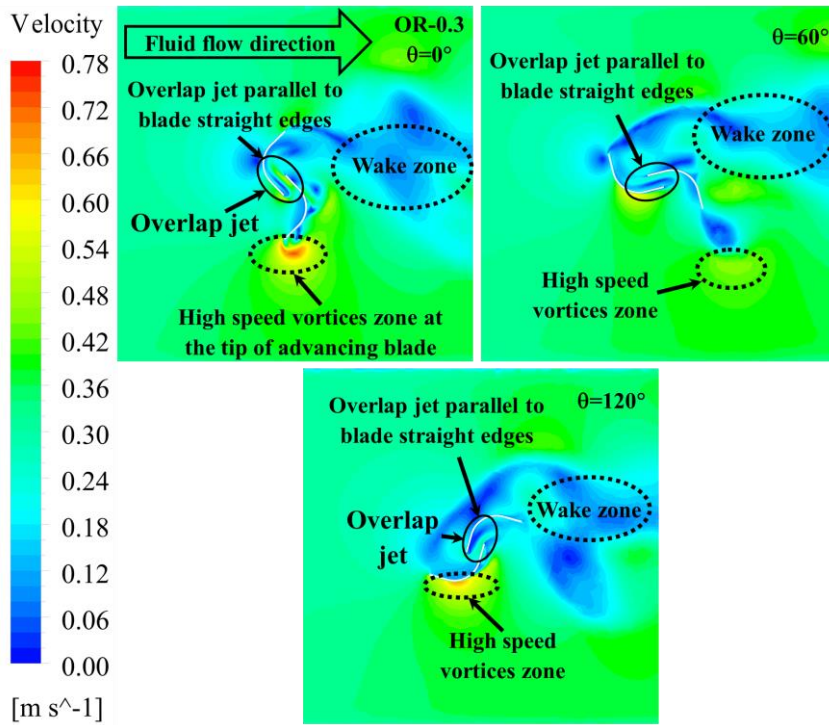 Velocity
0.78
0.72
0.66
0.60
0.54
0.48
0.42
0.36
0.30
0.24
0.18
0.12
0.06
0.00
[m s^-1]
Fluid flow direction
OR-0.3
θ=0°
Overlap jet parallel to
blade straight edges
Wake zone
Overlap jet
High speed vortices zone at
the tip of advancing blade
θ=60°
Overlap jet parallel to
blade straight edges
Wake zone
High speed
vortices zone
θ=120°
Overlap jet parallel to
blade straight edges
Overlap
jet
Wake zone
High speed
vortices zone